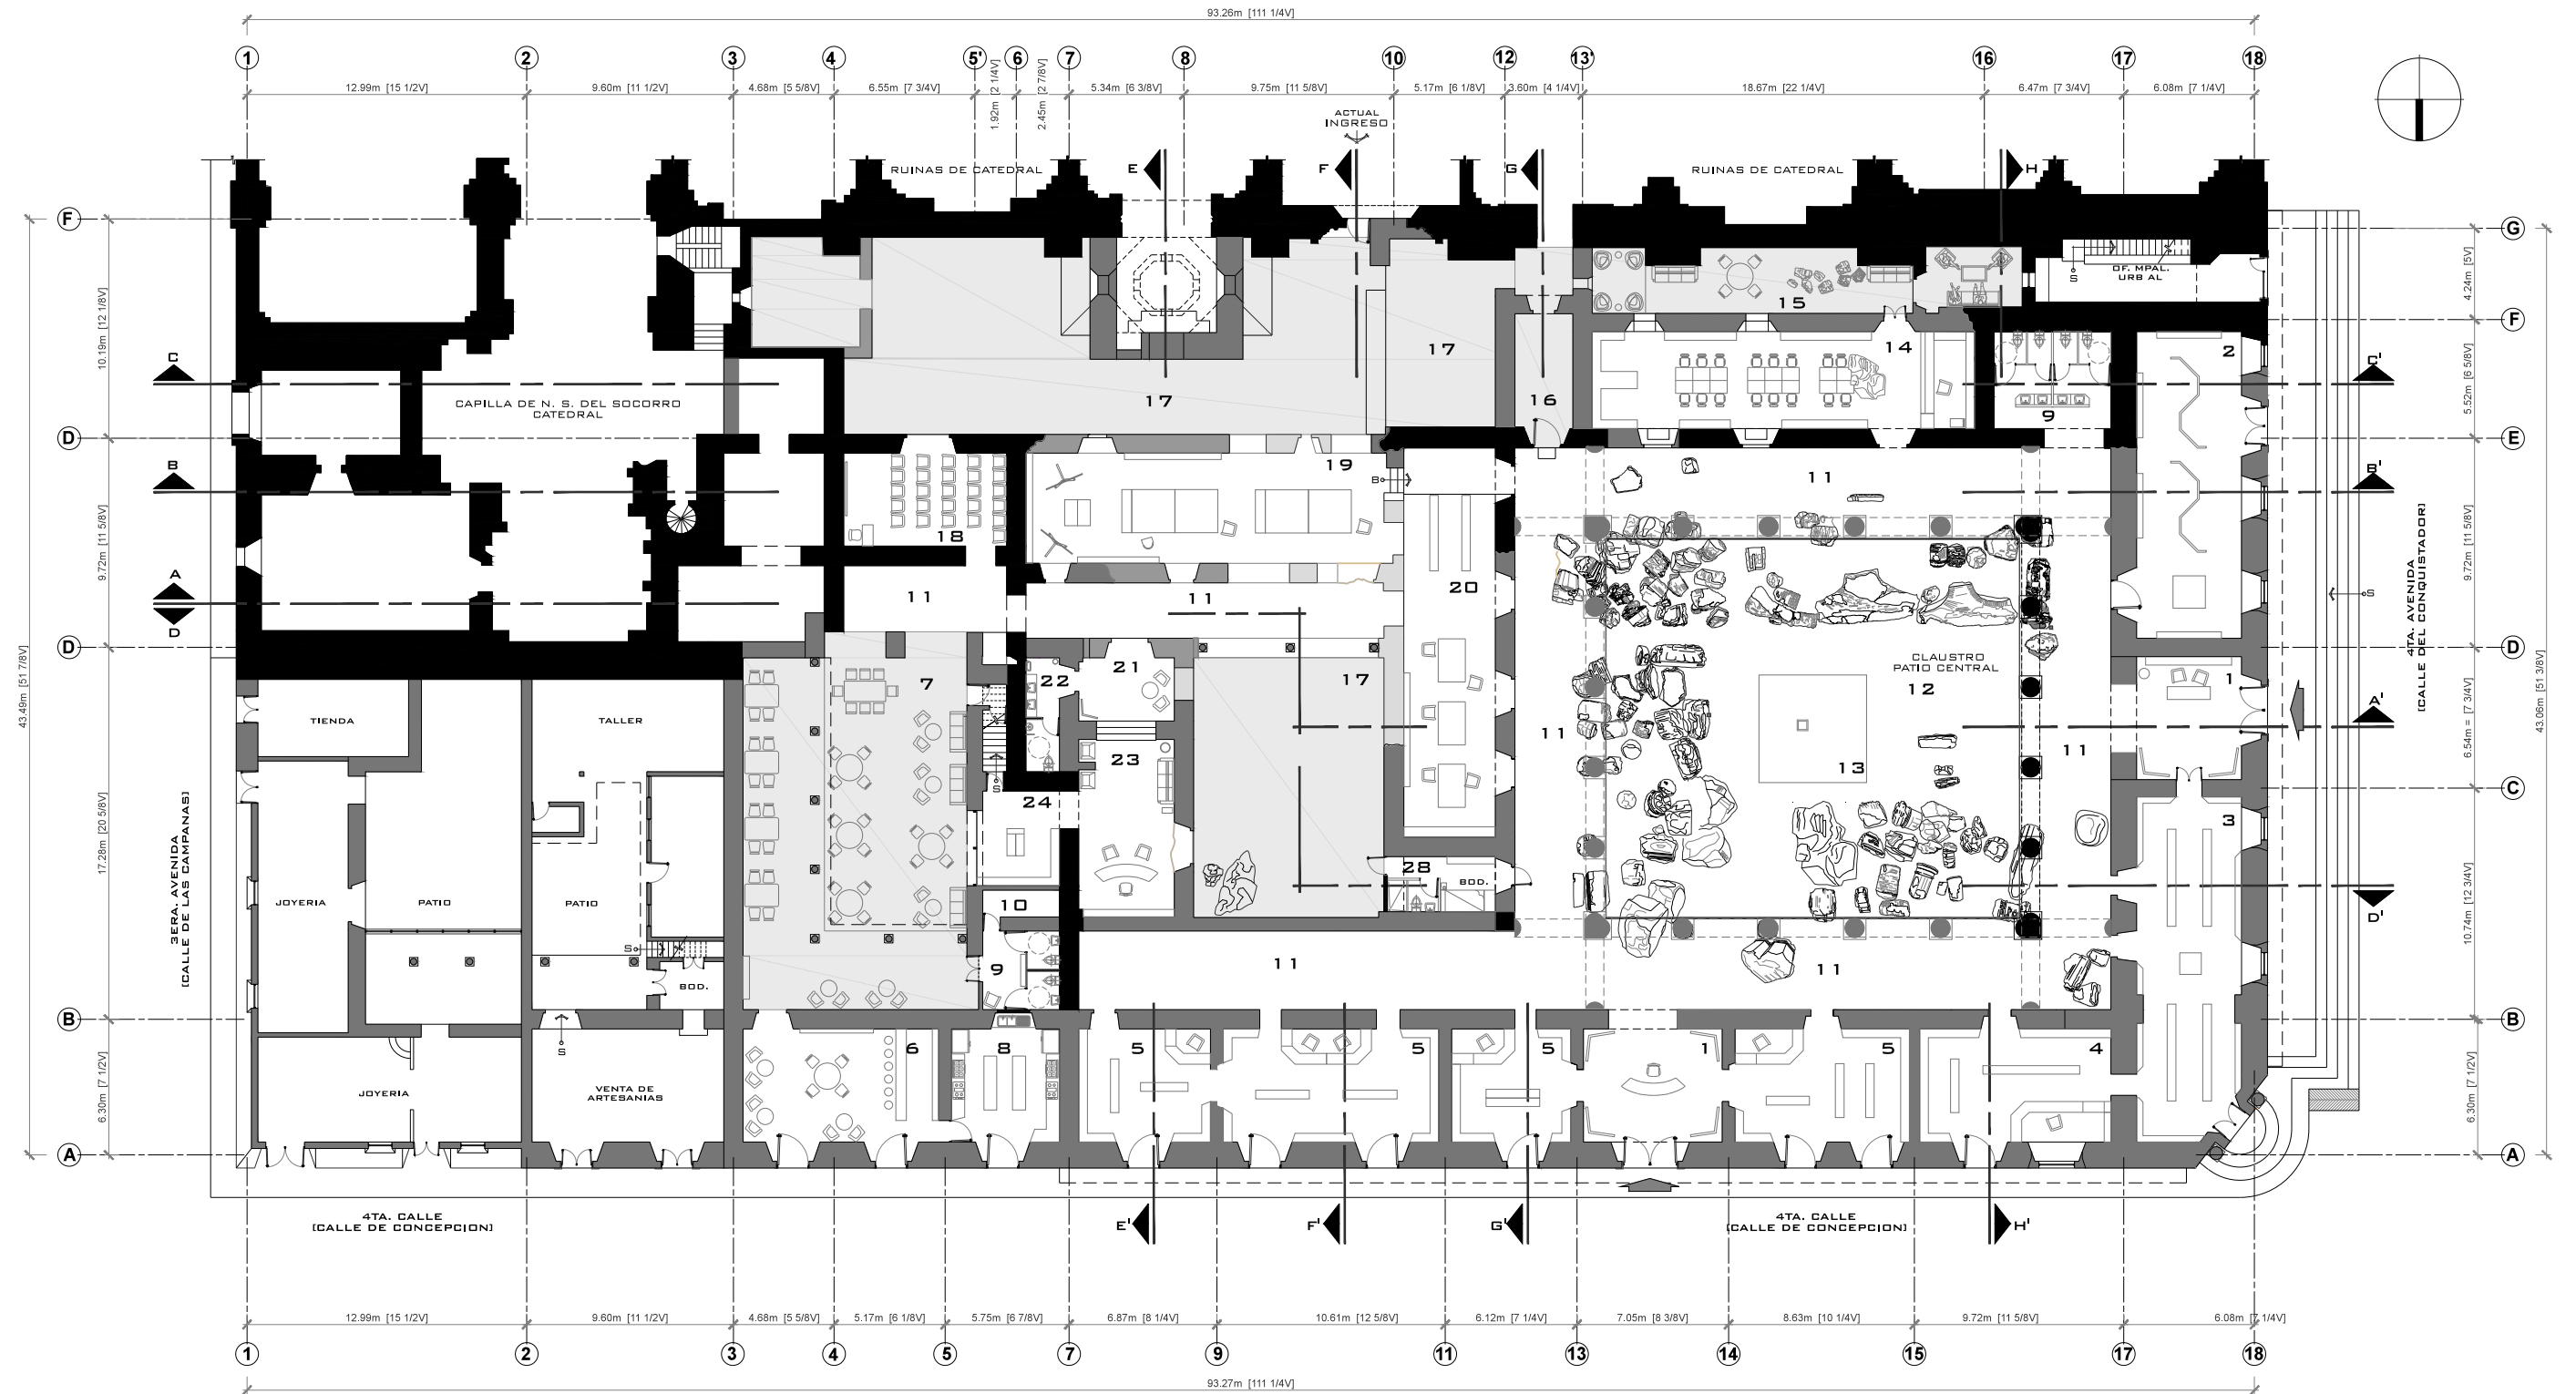 93.26m [111 1/4V]
1
2
3
4
5'
6
7
8
10
12
13'
16
17
18
12.99m [15 1/2V]
9.60m [11 1/2V]
4.68m [5 5/8V]
6.55m [7 3/4V]
1.92m [2 1/4V]
2.45m [2 7/8V]
5.34m [6 3/8V]
9.75m [11 5/8V]
5.17m [6 1/8V]
3.60m [4 1/4V]
18.67m [22 1/4V]
6.47m [7 3/4V]
6.08m [7 1/4V]
ACTUAL
INGRESO
RUINAS DE CATEDRAL
E
F
G
RUINAS DE CATEDRAL
H
F
G
4.24m [5V]
S
OF. MPAL.
URB AL
15
F
10.19m [12 1/8V]
C
17
17
16
14
2
C'
5.52m [6 5/8V]
CAPILLA DE N. S. DEL SOCORRO
CATEDRAL
9
D
E
B
18
19
B
11
B'
9.72m [11 5/8V]
9.72m [11 5/8V]
20
A
D
11
11
S
4TA. AVENIDA
[CALLE DEL CONQUISTADOR]
D
D
43.49m [51 7/8V]
43.06m [51 3/8V]
7
22
21
17
CLAUSTRO
PATIO CENTRAL
12
1
TIENDA
TALLER
A'
6.54m = [7 3/4V]
11
11
23
13
S
24
C
3
17.28m [20 5/8V]
3ERA. AVENIDA
[CALLE DE LAS CAMPANAS]
JOYERIA
PATIO
PATIO
10
28
BOD.
D'
10.74m [12 3/4V]
S
9
11
11
BOD.
B
B
S
6
8
5
5
5
1
5
4
6.30m [7 1/2V]
6.30m [7 1/2V]
JOYERIA
VENTA DE
ARTESANIAS
A
A
4TA. CALLE
[CALLE DE CONCEPCION]
E'
F'
G'
4TA. CALLE
[CALLE DE CONCEPCION]
H'
12.99m [15 1/2V]
9.60m [11 1/2V]
4.68m [5 5/8V]
5.17m [6 1/8V]
5.75m [6 7/8V]
6.87m [8 1/4V]
10.61m [12 5/8V]
6.12m [7 1/4V]
7.05m [8 3/8V]
8.63m [10 1/4V]
9.72m [11 5/8V]
6.08m [7 1/4V]
1
2
3
4
5
7
9
11
13
14
15
17
18
93.27m [111 1/4V]